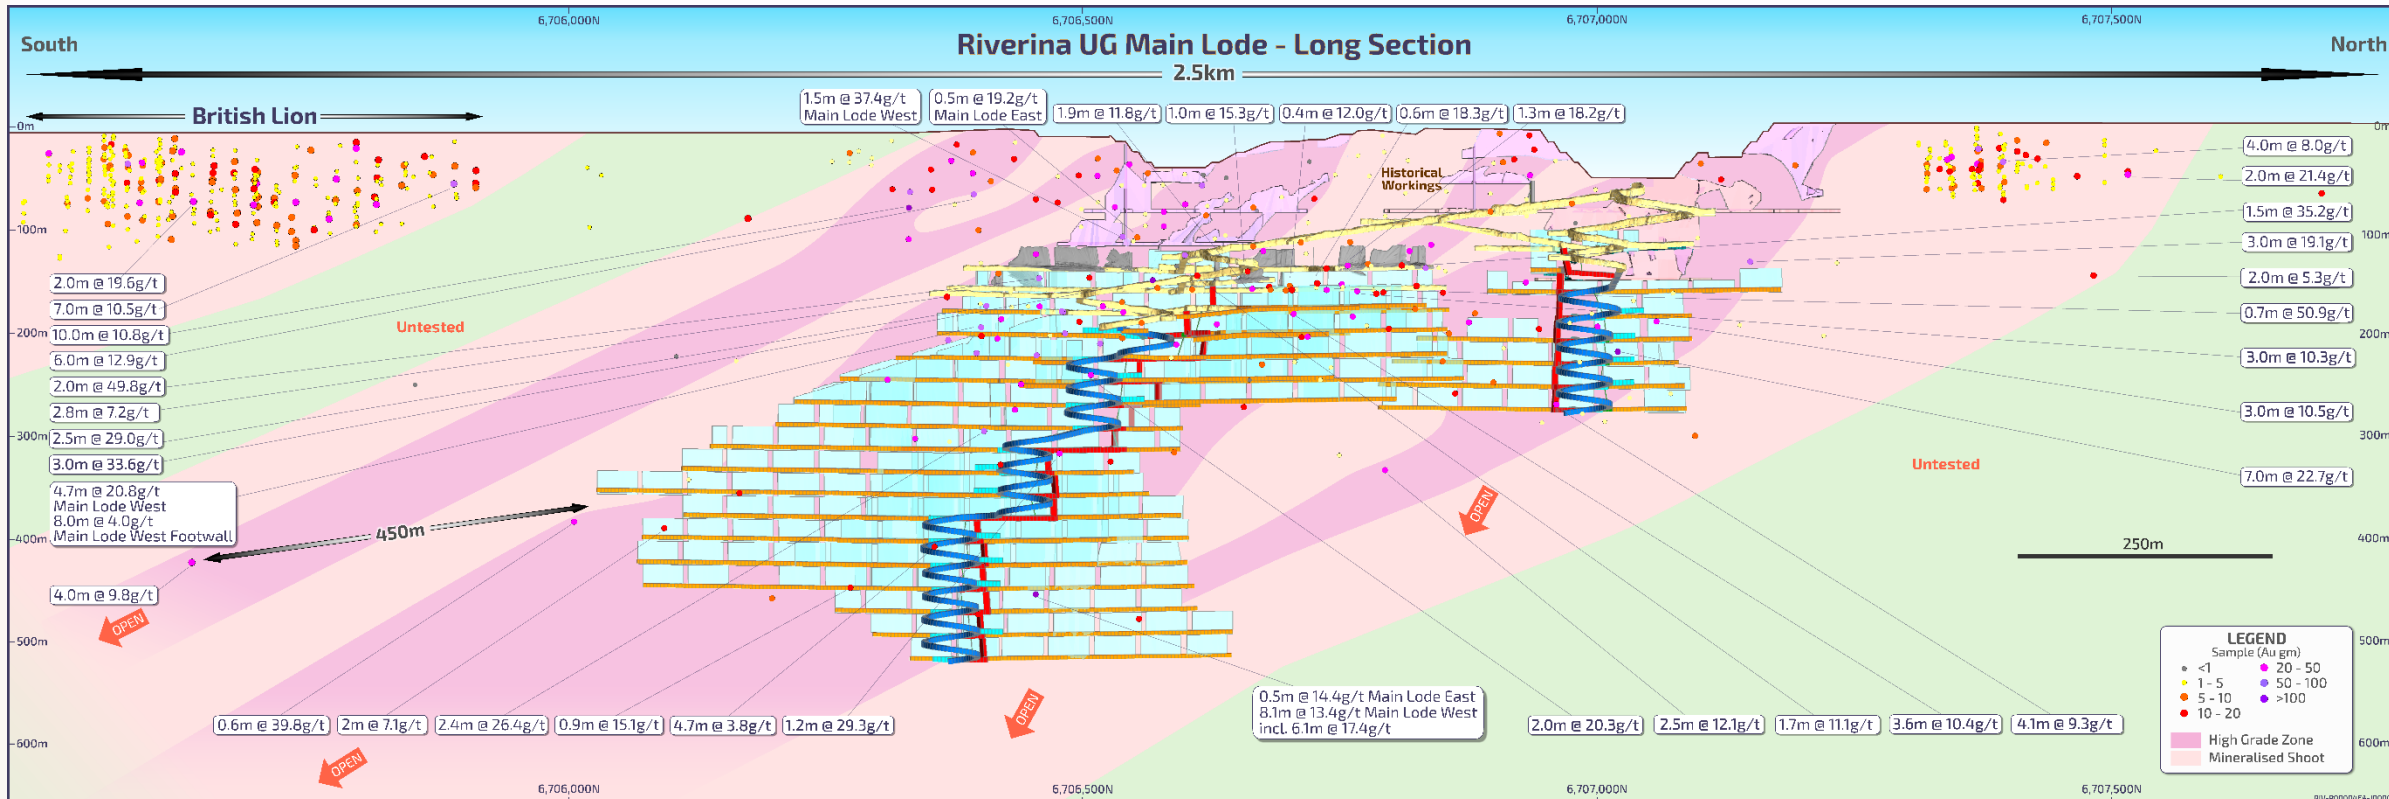 6,706,000N
6,706,500N
6,707,000N
6,707,500N
South
Riverina UG Main Lode - Long Section
North
2.5km
British Lion
1.5m @ 37.4g/t
Main Lode West
0.5m @ 19.2g/t
Main Lode East
1.9m @ 11.8g/t
1.0m @ 15.3g/t
0.4m @ 12.0g/t
0.6m @ 18.3g/t
1.3m @ 18.2g/t
0m
100m
200m
300m
400m
500m
600m
0m
100m
200m
300m
400m
500m
600m
Historical
Workings
2.0m @ 19.6g/t
7.0m @ 10.5g/t
10.0m @ 10.8g/t
6.0m @ 12.9g/t
2.0m @ 49.8g/t
2.8m @ 7.2g/t
2.5m @ 29.0g/t
3.0m @ 33.6g/t
4.7m @ 20.8g/t
Main Lode West
8.0m @ 4.0g/t
Main Lode West Footwall
4.0m @ 9.8g/t
Untested
450m
OPEN
OPEN
OPEN
OPEN
Untested
4.0m @ 8.0g/t
2.0m @ 21.4g/t
1.5m @ 35.2g/t
3.0m @ 19.1g/t
2.0m @ 5.3g/t
0.7m @ 50.9g/t
3.0m @ 10.3g/t
3.0m @ 10.5g/t
7.0m @ 22.7g/t
250m
0.6m @ 39.8g/t
2m @ 7.1g/t
2.4m @ 26.4g/t
0.9m @ 15.1g/t
4.7m @ 3.8g/t
1.2m @ 29.3g/t
0.5m @ 14.4g/t Main Lode East
8.1m @ 13.4g/t Main Lode West
incl. 6.1m @ 17.4g/t
2.0m @ 20.3g/t
2.5m @ 12.1g/t
1.7m @ 11.1g/t
3.6m @ 10.4g/t
4.1m @ 9.3g/t
LEGEND
Sample (Au gm)
<1
1 - 5
5 - 10
10 - 20
20 - 50
50 - 100
>100
High Grade Zone
Mineralised Shoot
6,706,000N
6,706,500N
6,707,000N
6,707,500N